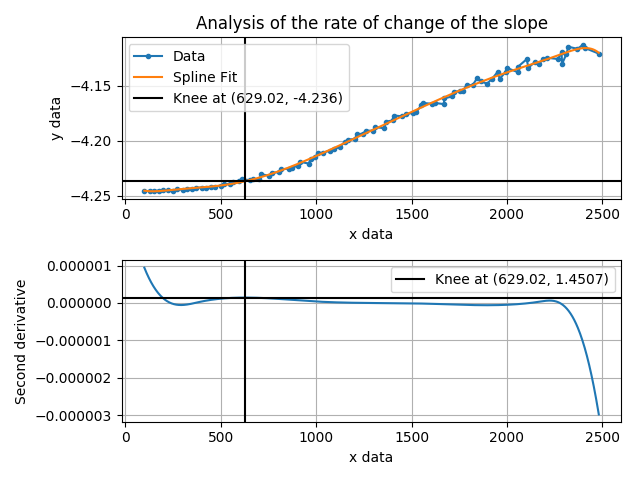 Analysis of the rate of change of the slope
Data
Spline Fit
Knee at (629.02, -4.236)
y data
−4.15
−4.20
−4.25
0 500 1000 1500 2000 2500
x data
Knee at (629.02, 1.4507)
Second derivative
0.000001
0.000000
−0.000001
−0.000002
−0.000003
0 500 1000 1500 2000 2500
x data